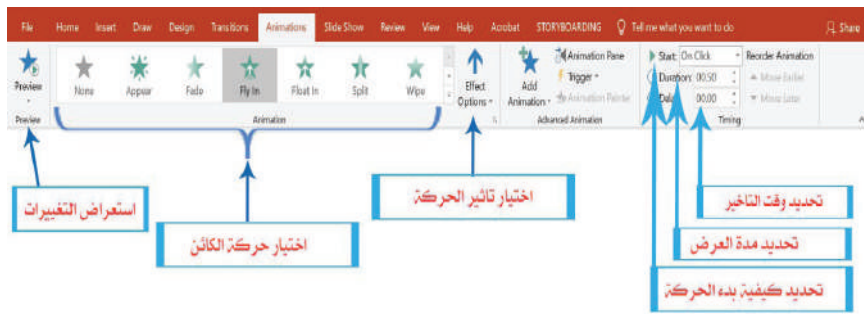 File Home Insert Draw Design Transitions Animations Slide Show Review View Help Acrobat STORYBOARDING Tell me what you want to do Share
Preview
None Appear Fade Fly In Float In Split Wipe
Effect Options
Add Animation
Animation Pane
Trigger
Animation Painter
Start: On Click
Duration: 00.50
Delay: 00.00
Reorder Animation
Move Earlier
Move Later
Preview Animation Advanced Animation Timing
استعراض التغييرات
اختيار حركة الكائن
اختيار تاثير الحركة
تحديد وقت التاخير
تحديد مدة العرض
تحديد كيفية بدء الحركة